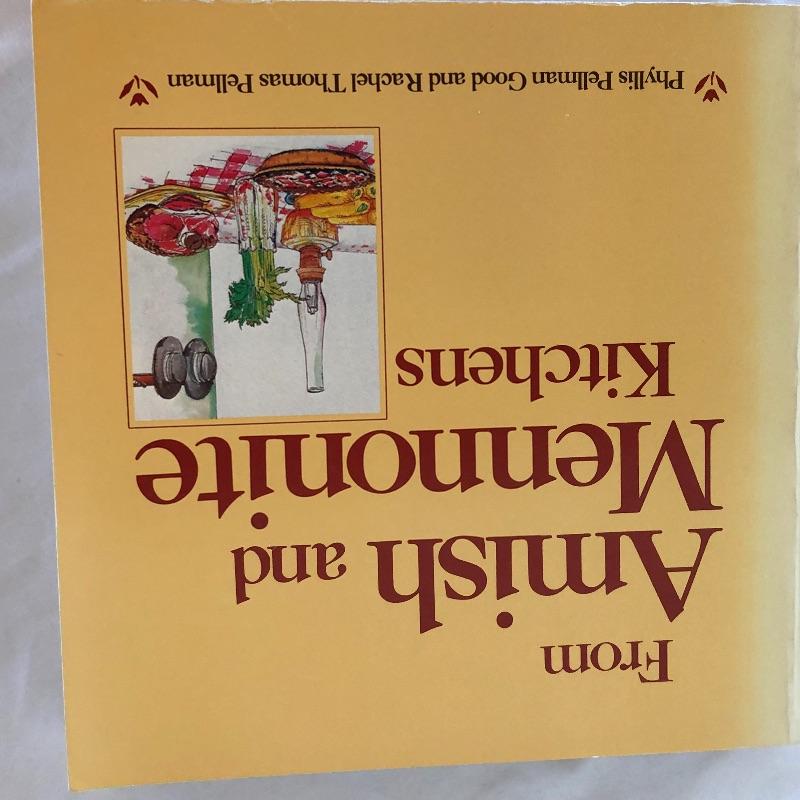 From
Amish and
Mennonite
Kitchens
Phyllis Pellman Good and Rachel Thomas Pellman